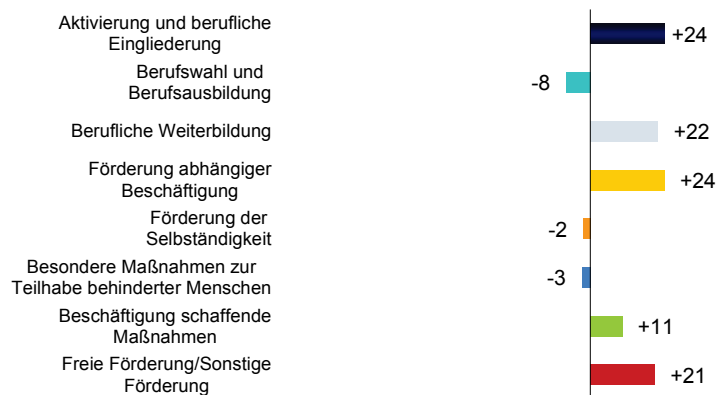 Aktivierung und berufliche
Eingliederung
+24
Berufswahl und
Berufsausbildung
-8
Berufliche Weiterbildung
+22
Förderung abhängiger
Beschäftigung
+24
Förderung der
Selbständigkeit
-2
Besondere Maßnahmen zur
Teilhabe behinderter Menschen
-3
Beschäftigung schaffende
Maßnahmen
+11
Freie Förderung/Sonstige
Förderung
+21